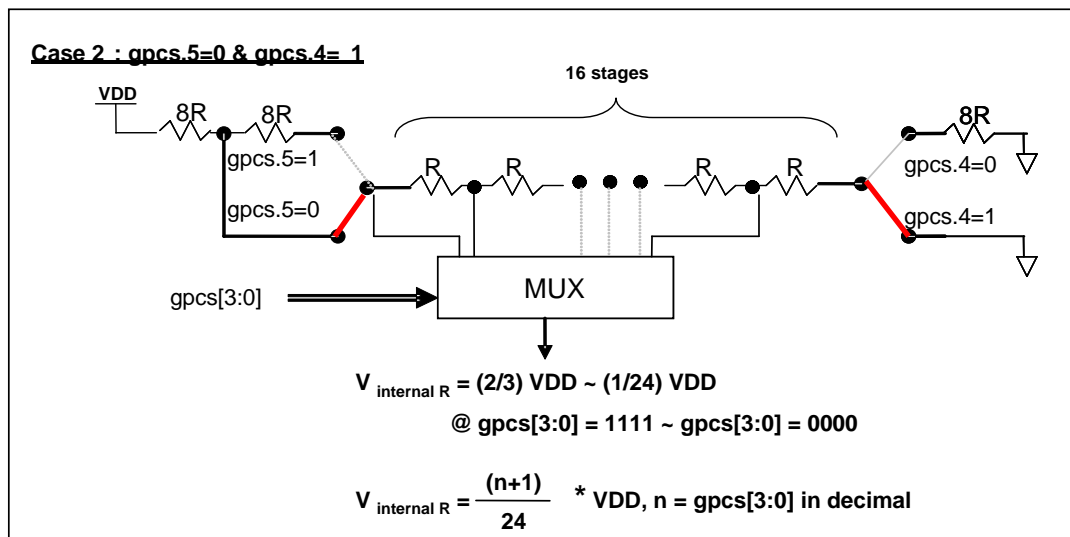 Case 2 : gpcs.5=0 & gpcs.4= 1
16 stages
VDD
8R
8R
8R
gpcs.5=1
gpcs.4=0
R
R
R
R
gpcs.5=0
gpcs.4=1
MUX
gpcs[3:0]
V internal R = (2/3) VDD ~ (1/24) VDD
@ gpcs[3:0] = 1111 ~ gpcs[3:0] = 0000
(n+1)
V internal R = * VDD, n = gpcs[3:0] in decimal
24